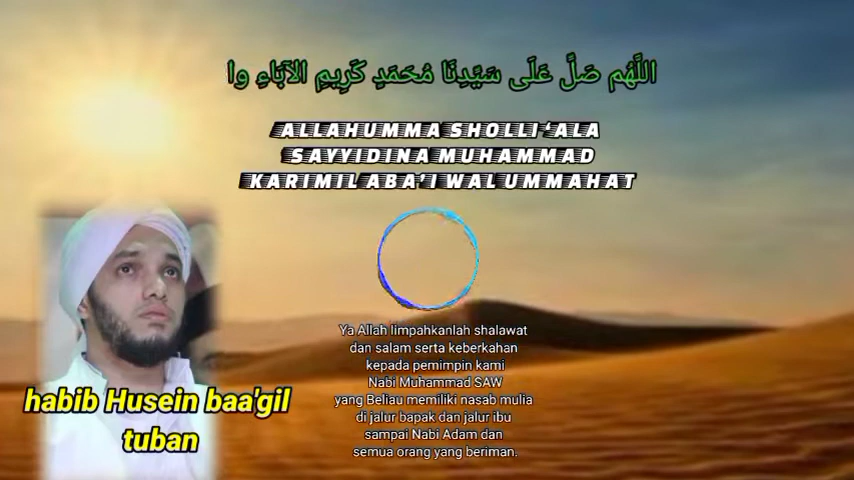 اللَّهُم صَلَّ عَلَى سَيَّدِنَا مُحَمَدِ كَرِيمِ الآبَاءِ وا
ALLAHUMMA SHOLLI ‘ALA
SAYYIDINA MUHAMMAD
KARIMIL ABA’I WAL UMMAHAT
Ya Allah limpahkanlah shalawat
dan salam serta keberkahan
kepada pemimpin kami
Nabi Muhammad SAW
yang Beliau memiliki nasab mulia
di jalur bapak dan jalur ibu
sampai Nabi Adam dan
semua orang yang beriman.
habib Husein baa'gil
tuban